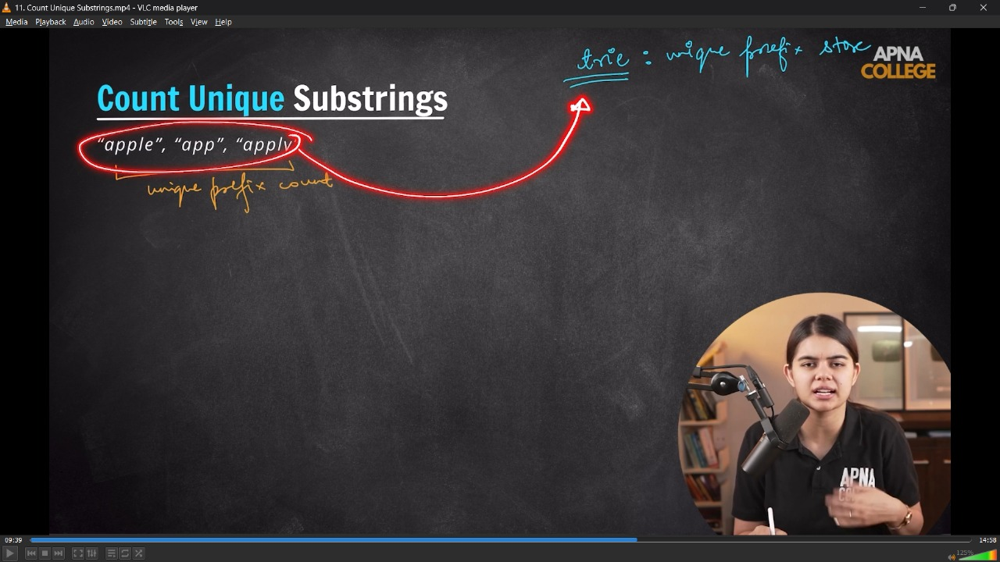 11. Count Unique Substrings.mp4 - VLC media player
Media Playback Audio Video Subtitle Tools View Help
trie : unique prefix store
APNA
COLLEGE
Count Unique Substrings
“apple”, “app”, “apply
unique prefix count
APNA
09:39
14:58
125%